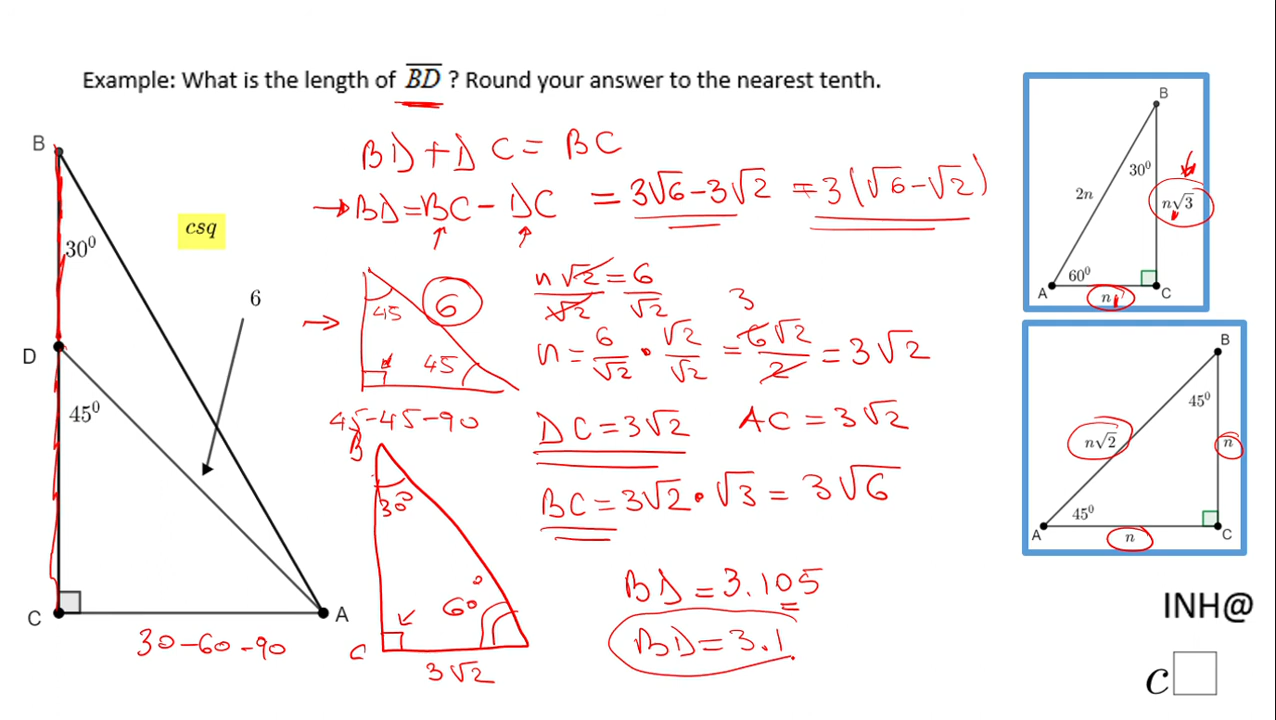 Example: What is the length of BD ? Round your answer to the nearest tenth.
BD + DC = BC
→ BD = BC - DC = 3√6 - 3√2 = 3(√6 - √2)
B
csq
30⁰
6
D
45⁰
C
A
30-60-90
→ 45 6 45
45-45-90
n√2/√2 = 6/√2
3
n = 6/√2 · √2/√2 = 6√2/2 = 3√2
DC = 3√2 AC = 3√2
BC = 3√2 · √3 = 3√6
B
30°
60°
C
3√2
BD = 3.105
BD = 3.1
B
30⁰
2n
n√3
60⁰
A
n
C
B
45⁰
n√2
n
45⁰
A
n
C
INH@
c